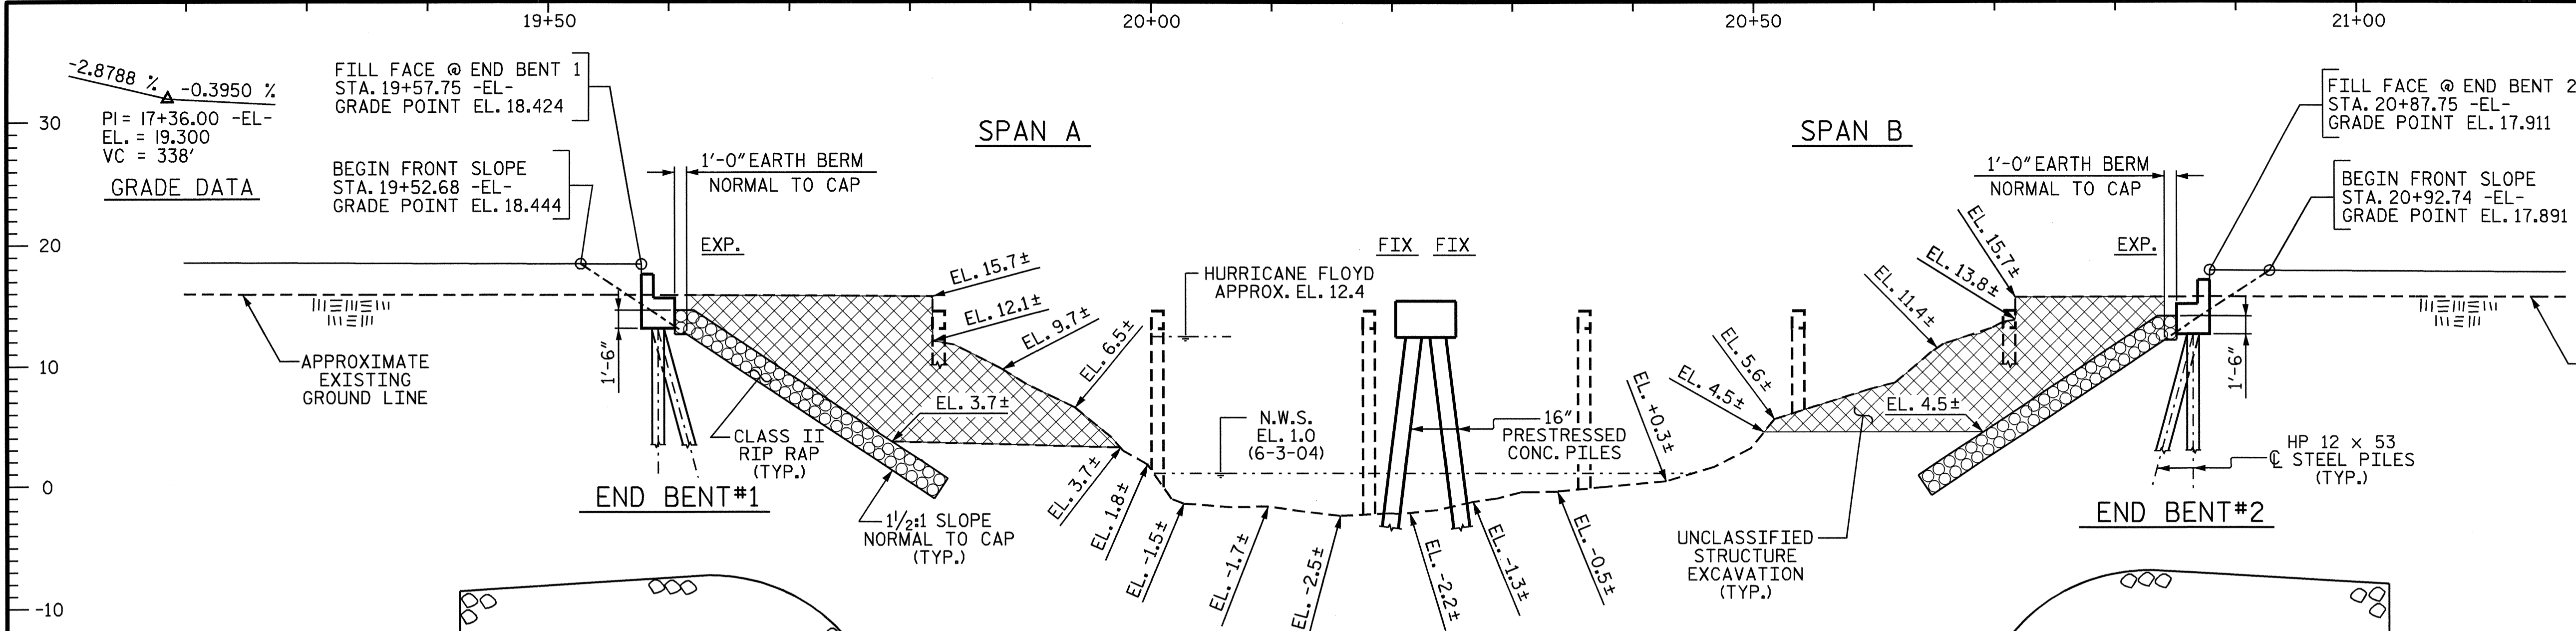 19+50
20+00
20+50
21+00
-2.8788 %
-0.3950 %
PI = 17+36.00 -EL-
EL. = 19.300
VC = 338'
GRADE DATA
FILL FACE @ END BENT 1
STA. 19+57.75 -EL-
GRADE POINT EL. 18.424
BEGIN FRONT SLOPE
STA. 19+52.68 -EL-
GRADE POINT EL. 18.444
1'-0" EARTH BERM
NORMAL TO CAP
SPAN A
SPAN B
FILL FACE @ END BENT 2
STA. 20+87.75 -EL-
GRADE POINT EL. 17.911
1'-0" EARTH BERM
NORMAL TO CAP
BEGIN FRONT SLOPE
STA. 20+92.74 -EL-
GRADE POINT EL. 17.891
30
20
10
0
-10
EXP.
FIX FIX
EXP.
EL. 15.7±
EL. 12.1±
EL. 9.7±
EL. 6.5±
HURRICANE FLOYD
APPROX. EL. 12.4
EL. 15.7±
EL. 13.8±
EL. 11.4±
EL. 5.6±
EL. 4.5±
EL. +0.3±
APPROXIMATE
EXISTING
GROUND LINE
1'-6"
EL. 3.7±
N.W.S.
EL. 1.0
(6-3-04)
16"
PRESTRESSED
CONC. PILES
EL. 4.5±
1'-6"
CLASS II
RIP RAP
(TYP.)
HP 12 x 53
℄ STEEL PILES
(TYP.)
END BENT#1
1½:1 SLOPE
NORMAL TO CAP
(TYP.)
EL. 3.7±
EL. 1.8±
EL. -1.5±
EL. -1.7±
EL. -2.5±
EL. -2.2±
EL. -1.3±
EL. -0.5±
UNCLASSIFIED
STRUCTURE
EXCAVATION
(TYP.)
END BENT#2